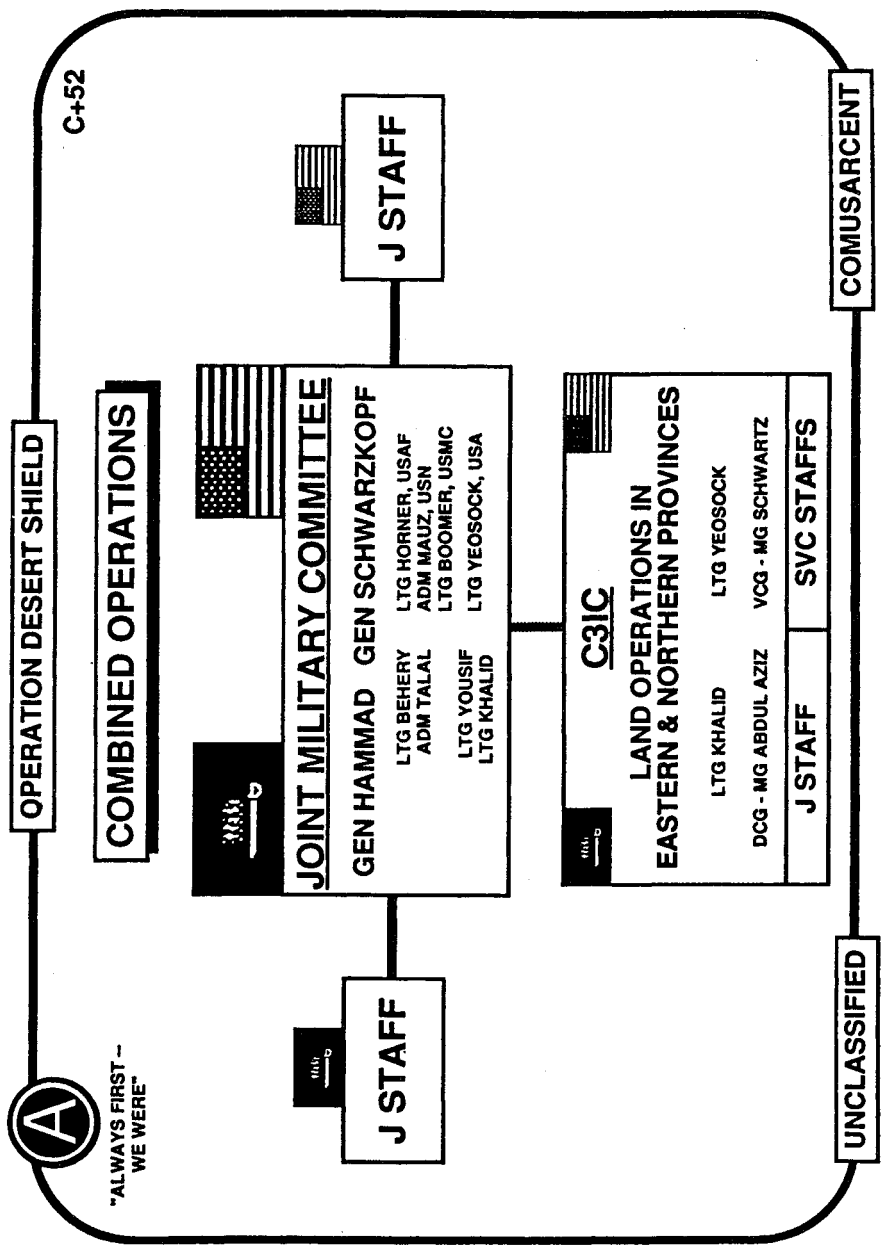 OPERATION DESERT SHIELD
A
"ALWAYS FIRST –
WE WERE"
C+52
COMBINED OPERATIONS
JOINT MILITARY COMMITTEE
GEN HAMMAD GEN SCHWARZKOPF
LTG BEHERY LTG HORNER, USAF
ADM TALAL ADM MAUZ, USN
LTG BOOMER, USMC
LTG YOUSIF LTG YEOSOCK, USA
LTG KHALID
J STAFF
J STAFF
C3IC
LAND OPERATIONS IN
EASTERN & NORTHERN PROVINCES
LTG KHALID LTG YEOSOCK
DCG - MG ABDUL AZIZ VCG - MG SCHWARTZ
J STAFF SVC STAFFS
UNCLASSIFIED
COMUSARCENT